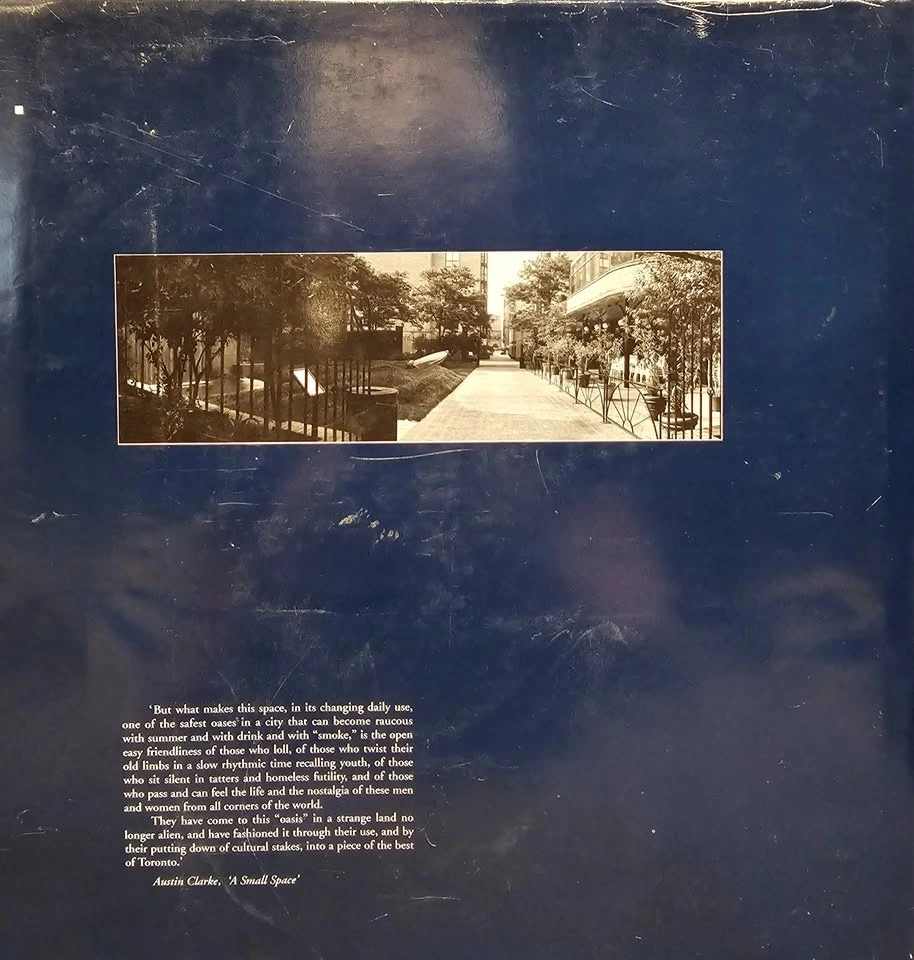 ‘But what makes this space, in its changing daily use,
one of the safest oases in a city that can become raucous
with summer and with drink and with “smoke,” is the open
easy friendliness of those who loll, of those who twist their
old limbs in a slow rhythmic time recalling youth, of those
who sit silent in tatters and homeless futility, and of those
who pass and can feel the life and the nostalgia of these men
and women from all corners of the world.
They have come to this “oasis” in a strange land no
longer alien, and have fashioned it through their use, and by
their putting down of cultural stakes, into a piece of the best
of Toronto.’
Austin Clarke, ‘A Small Space’